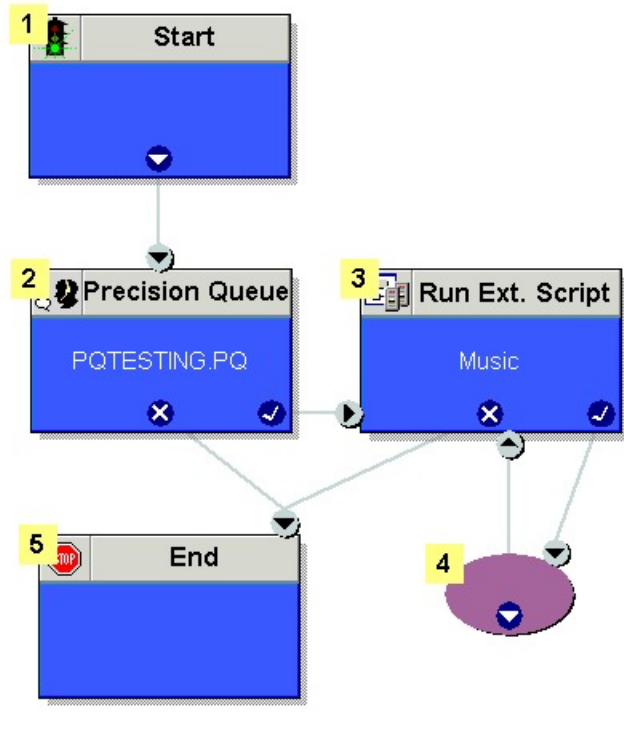 1
Start
2
Precision Queue
PQTESTING.PQ
3
Run Ext. Script
Music
4
5
STOP
End